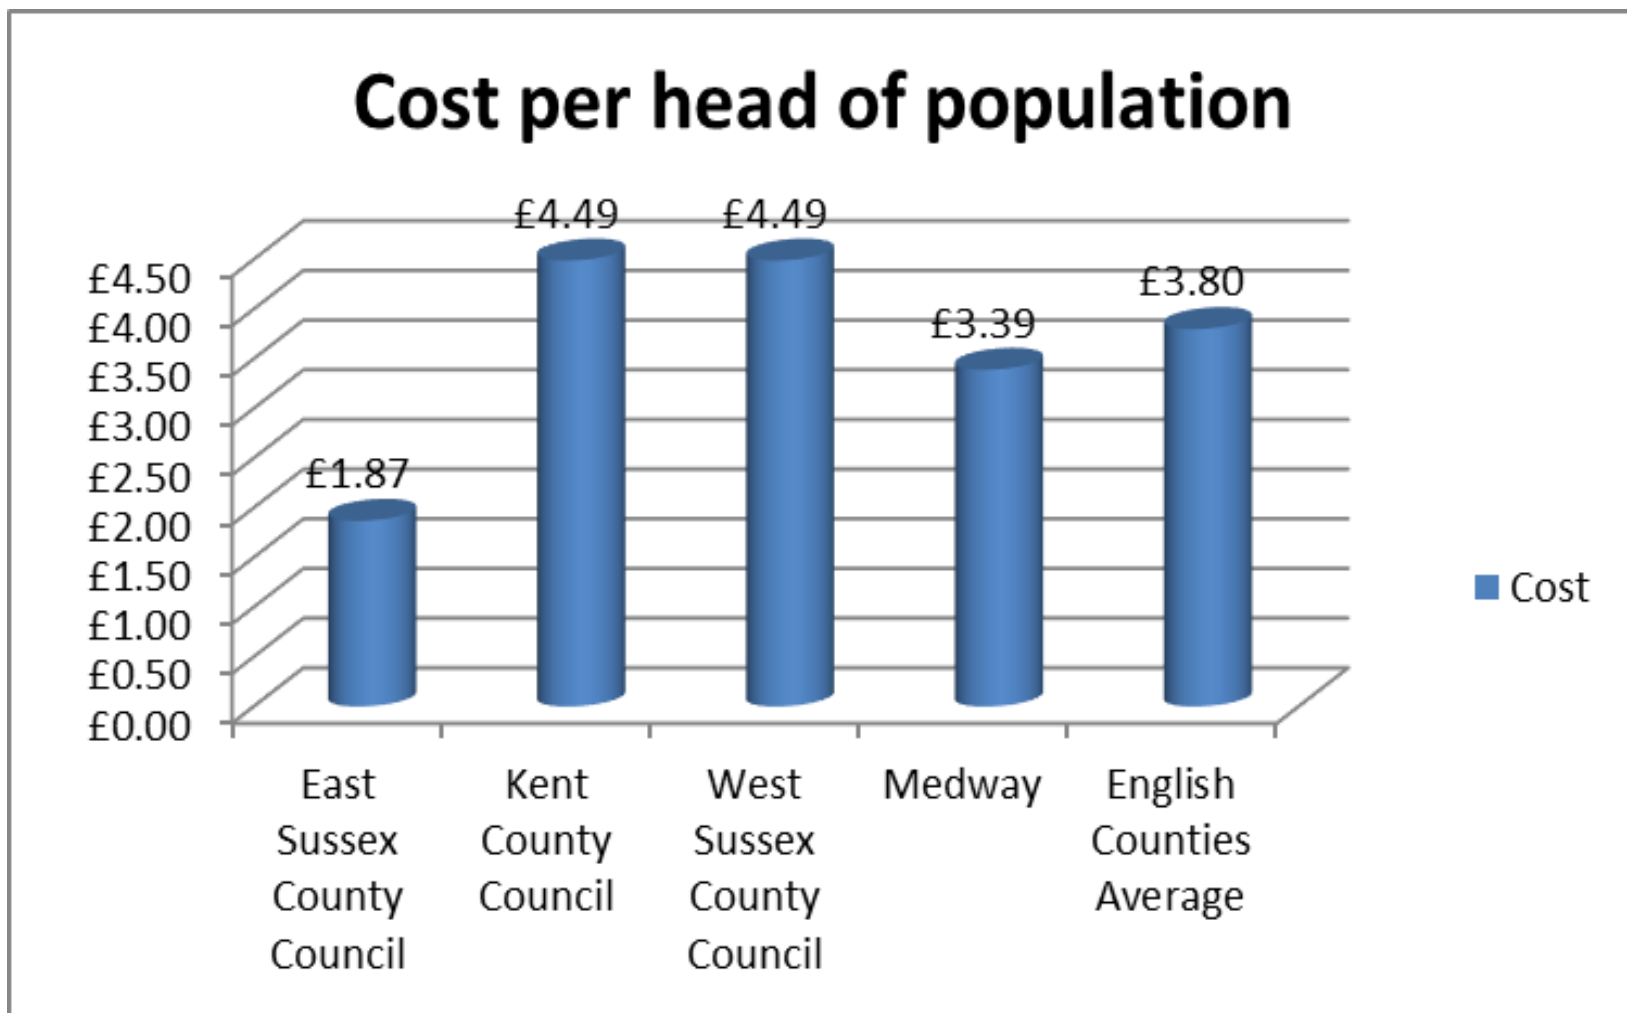 Cost per head of population
£4.49 £4.49
£4.50
£3.80
£4.00
£3.39
£3.50
£3.00
£2.50
£1.87
£2.00
£1.50
Cost
£1.00
£0.50
£0.00
East Kent West Medway English
Sussex County Sussex Counties
County Council County Average
Council Council